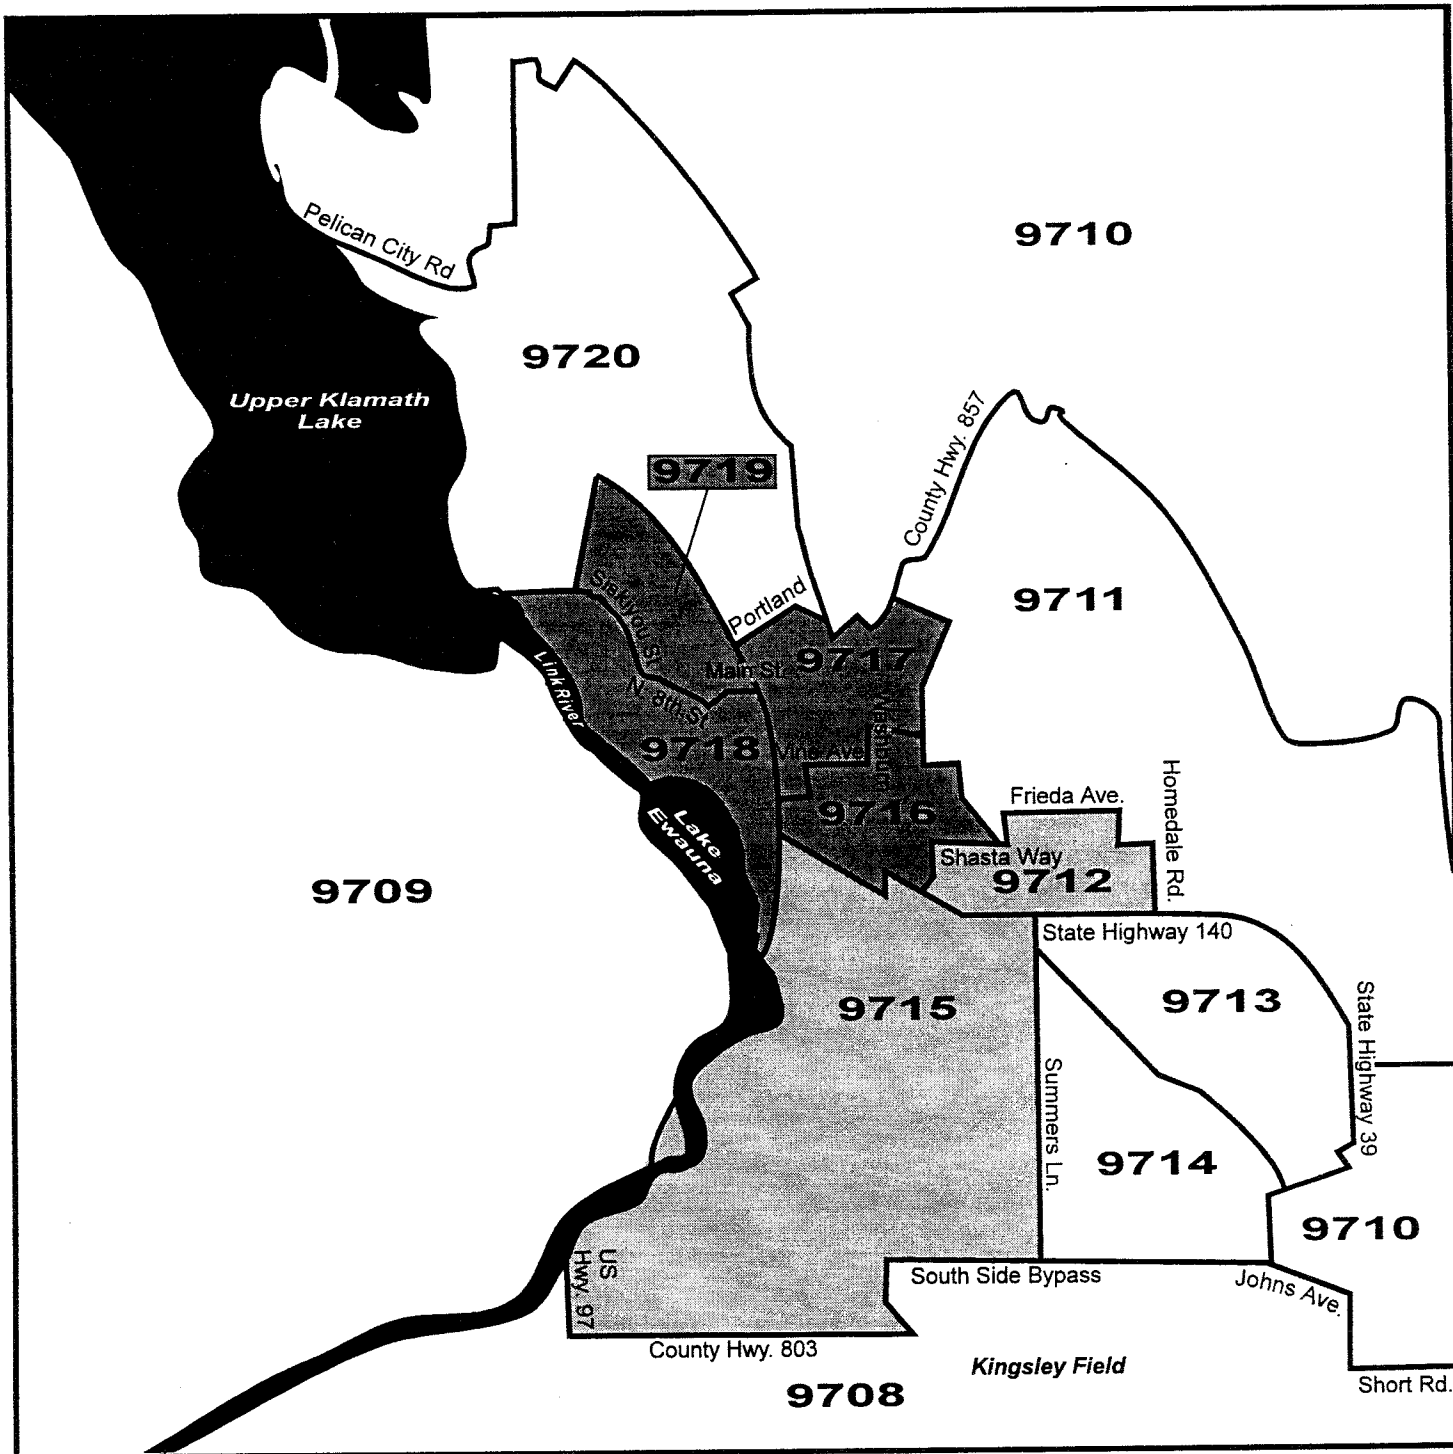 Pelican City Rd
9710
9720
Upper Klamath
Lake
County Hwy. 857
9719
Siskiyou St
Portland
9711
Link River
Main St.
9717
N. 8th St
Washburn
9718
Vine Ave.
Homedale Rd.
Frieda Ave.
9716
Lake
Ewauna
Shasta Way
9712
9709
State Highway 140
9715
9713
State Highway 39
Summers Ln.
9714
9710
US
Hwy. 97
South Side Bypass
Johns Ave.
County Hwy. 803
Kingsley Field
Short Rd.
9708